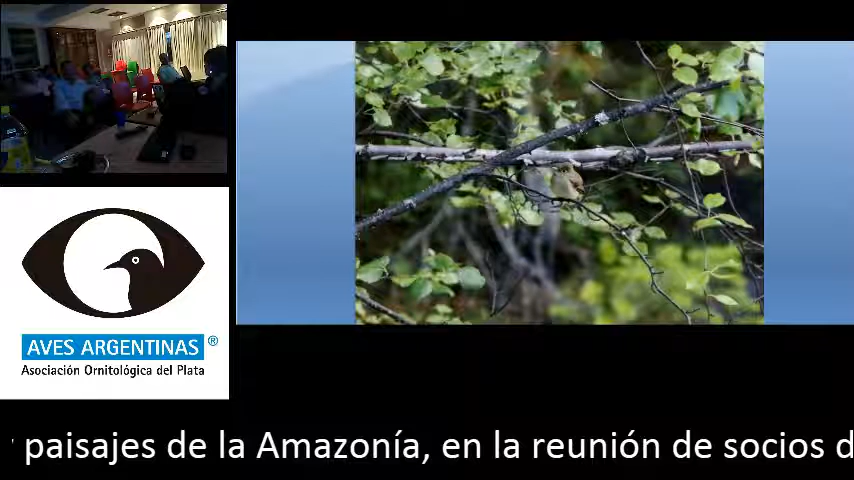 AVES ARGENTINAS ®
Asociación Ornitológica del Plata
paisajes de la Amazonía, en la reunión de socios d